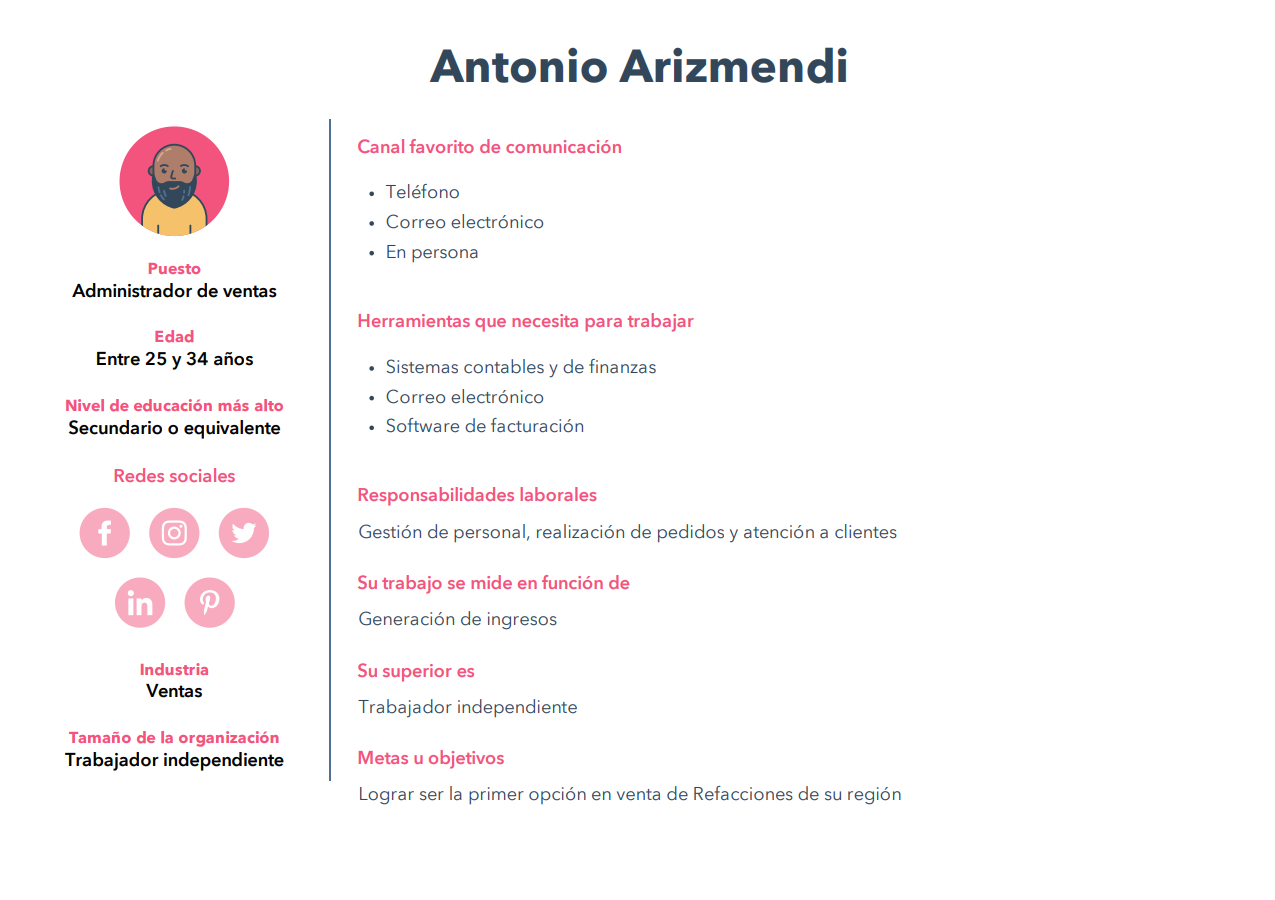 Antonio Arizmendi
Puesto
Administrador de ventas
Edad
Entre 25 y 34 años
Nivel de educación más alto
Secundario o equivalente
Redes sociales
Industria
Ventas
Tamaño de la organización
Trabajador independiente
Canal favorito de comunicación
• Teléfono
• Correo electrónico
• En persona
Herramientas que necesita para trabajar
• Sistemas contables y de finanzas
• Correo electrónico
• Software de facturación
Responsabilidades laborales
Gestión de personal, realización de pedidos y atención a clientes
Su trabajo se mide en función de
Generación de ingresos
Su superior es
Trabajador independiente
Metas u objetivos
Lograr ser la primer opción en venta de Refacciones de su región